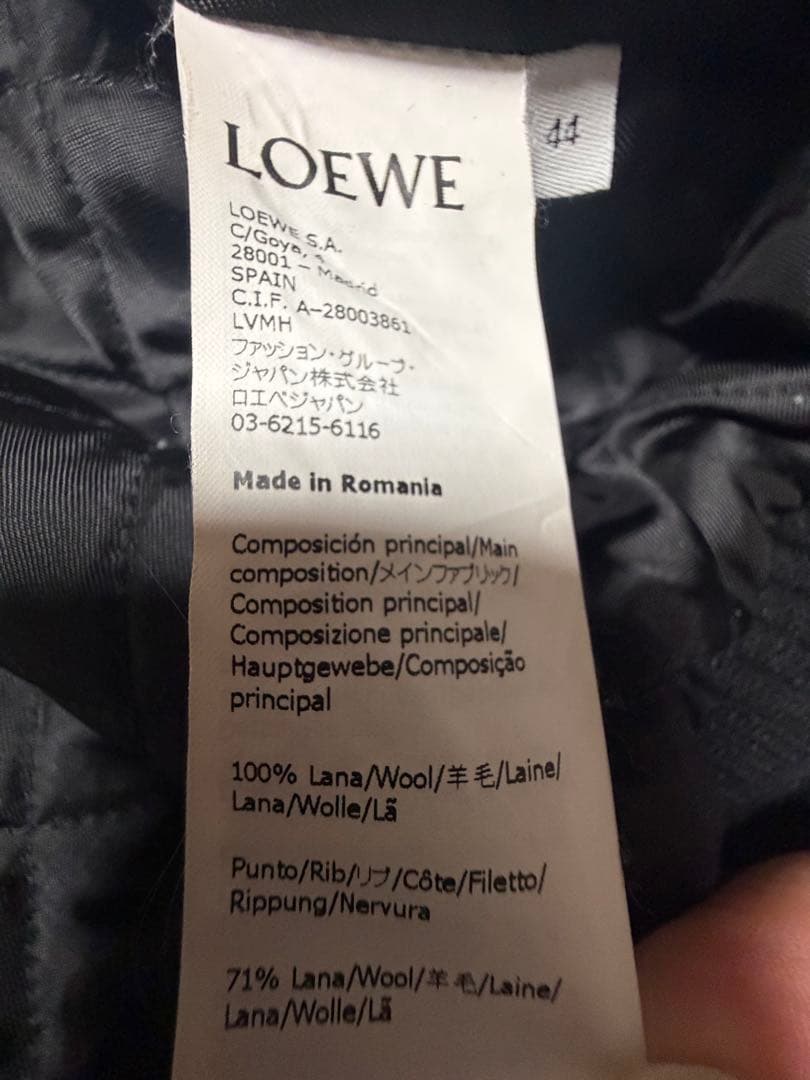 LOEWE
44
LOEWE S.A.
C/Goya, 4
28001 – Madrid
SPAIN
C.I.F. A-28003861
LVMH
ファッション・グループ・
ジャパン株式会社
ロエベジャパン
03-6215-6116
Made in Romania
Composición principal/Main
composition/メインファブリック/
Composition principal/
Composizione principale/
Hauptgewebe/Composição
principal
100% Lana/Wool/羊毛/Laine/
Lana/Wolle/Lã
Punto/Rib/リブ/Côte/Filetto/
Rippung/Nervura
71% Lana/Wool/羊毛/Laine/
Lana/Wolle/Lã